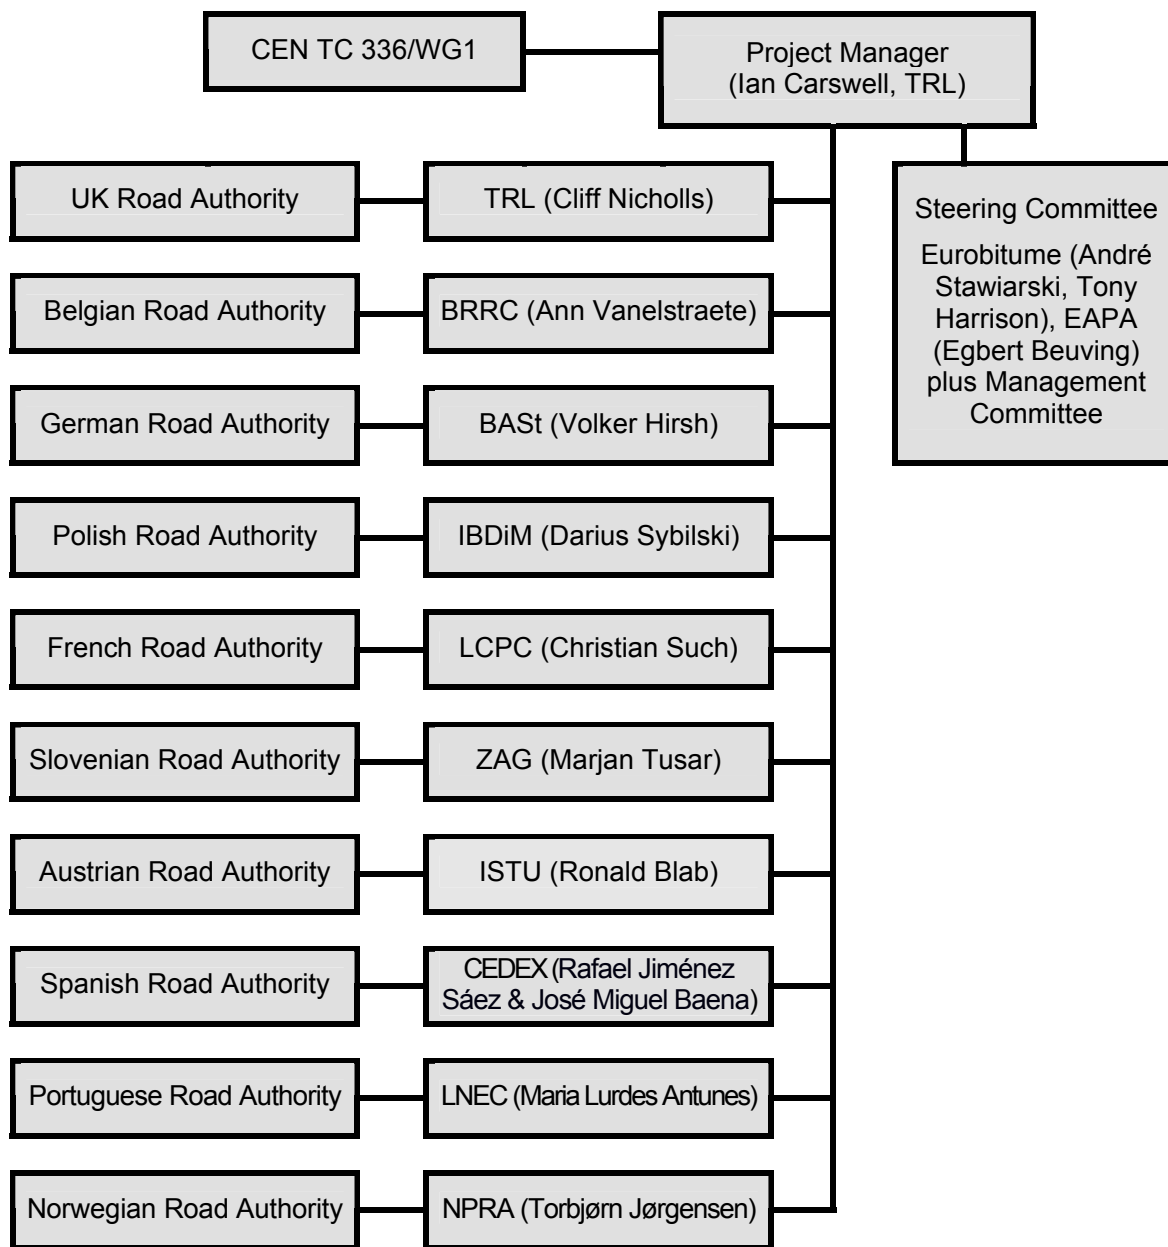 CEN TC 336/WG1
Project Manager
(Ian Carswell, TRL)
UK Road Authority
TRL (Cliff Nicholls)
Steering Committee
Eurobitume (André
Stawiarski, Tony
Harrison), EAPA
(Egbert Beuving)
plus Management
Committee
Belgian Road Authority
BRRC (Ann Vanelstraete)
German Road Authority
BASt (Volker Hirsh)
Polish Road Authority
IBDiM (Darius Sybilski)
French Road Authority
LCPC (Christian Such)
Slovenian Road Authority
ZAG (Marjan Tusar)
Austrian Road Authority
ISTU (Ronald Blab)
Spanish Road Authority
CEDEX (Rafael Jiménez
Sáez & José Miguel Baena)
Portuguese Road Authority
LNEC (Maria Lurdes Antunes)
Norwegian Road Authority
NPRA (Torbjørn Jørgensen)